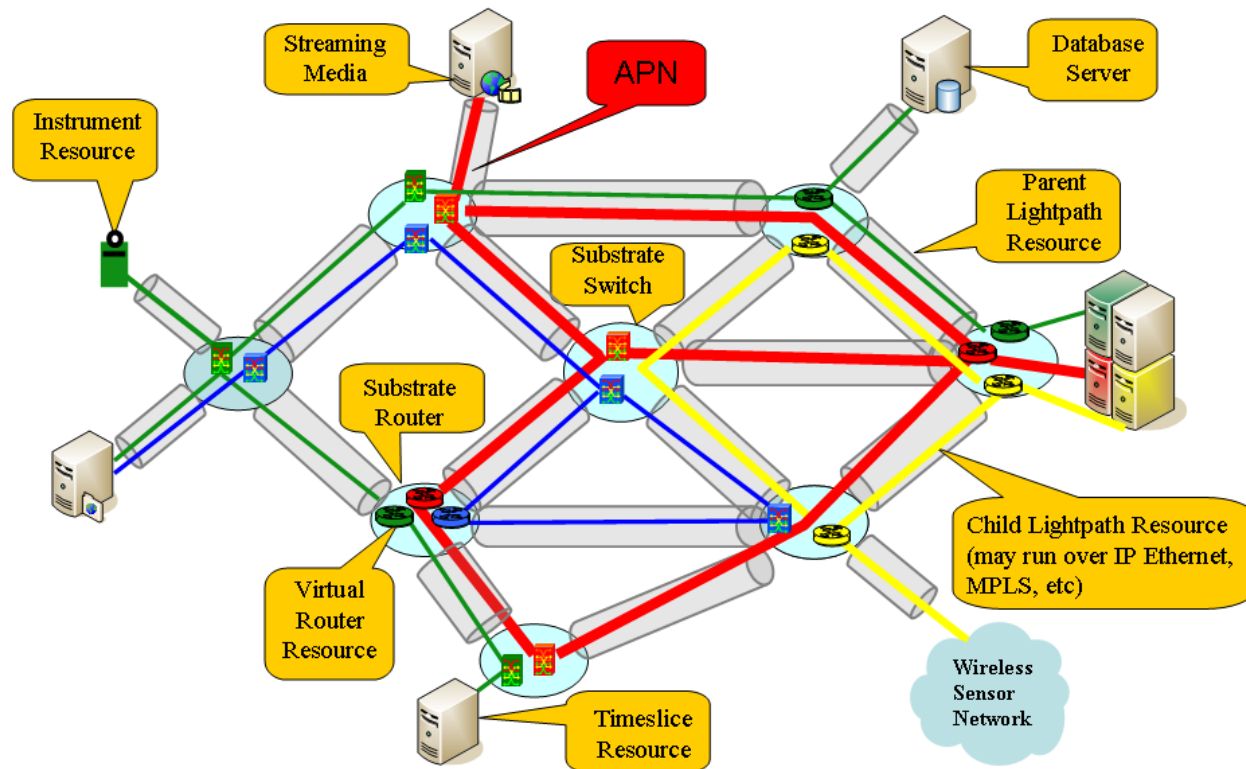 Streaming
Media
APN
Database
Server
Instrument
Resource
Parent
Lightpath
Resource
Substrate
Switch
Substrate
Router
Virtual
Router
Resource
Child Lightpath Resource
(may run over IP Ethernet,
MPLS, etc)
Wireless
Sensor
Network
Timeslice
Resource